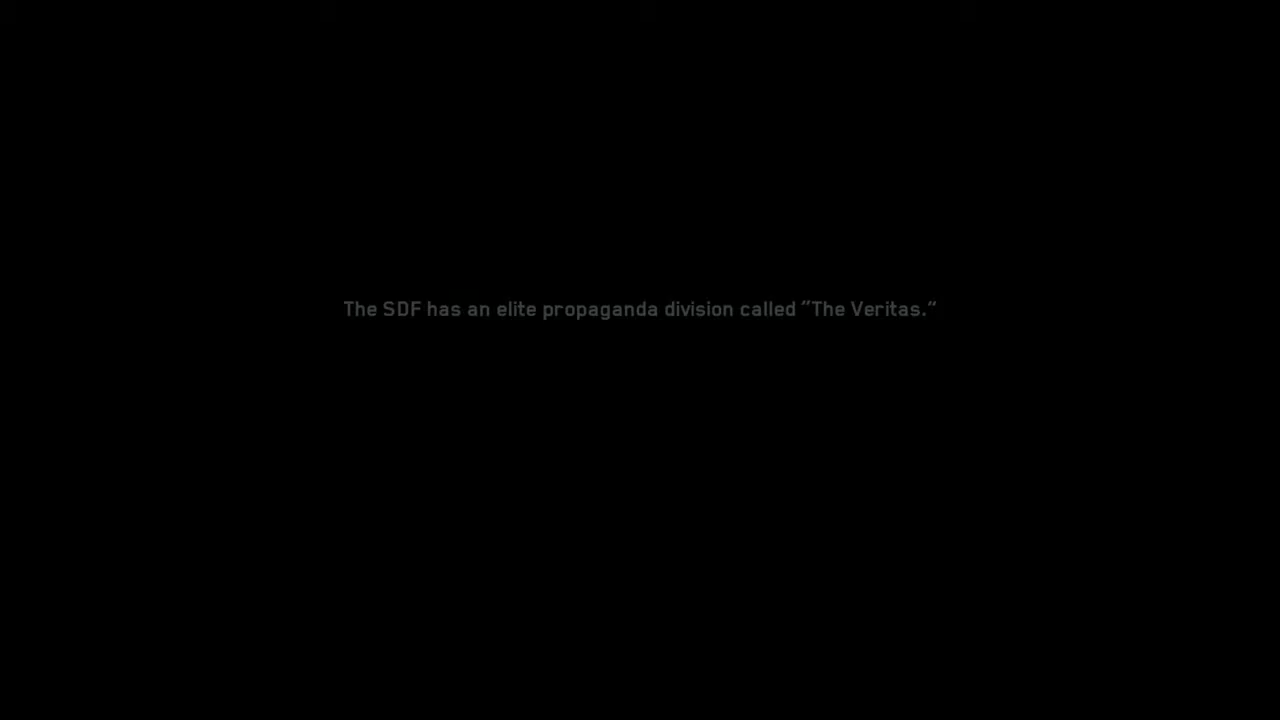 The SDF has an elite propaganda division called ”The Veritas.“